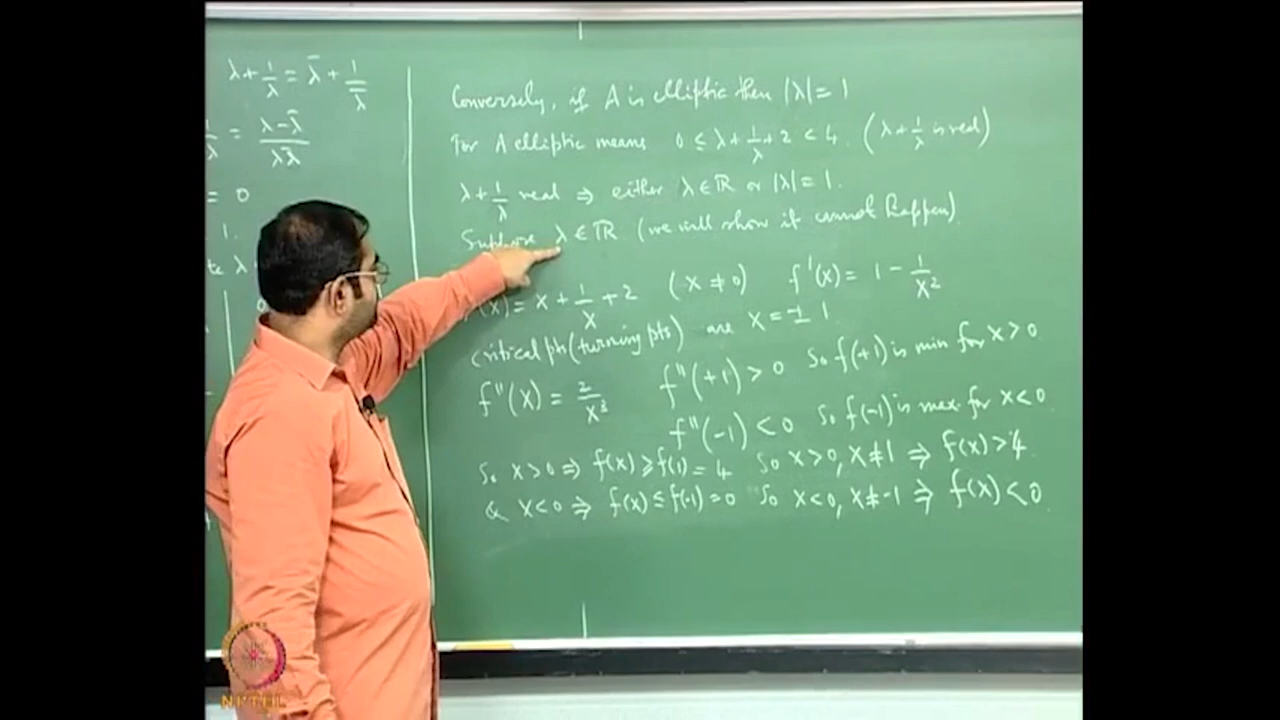 λ + 1/λ = λ̄ + 1/λ̄
1/λ = (λ - λ̄)/(λλ̄)
= 0
1.
λ
Conversely, if A is elliptic then |λ| = 1
For A elliptic means 0 ≤ λ + 1/λ + 2 < 4. (λ + 1/λ is real)
λ + 1/λ real ⇒ either λ ∈ ℝ or |λ| = 1.
Suppose λ ∈ ℝ (we will show it cannot happen)
(x) = x + 1/x + 2 (x ≠ 0) f'(x) = 1 - 1/x²
critical pts (turning pts) are x = ±1
f''(x) = 2/x³ f''(+1) > 0 So f(+1) is min for x > 0
f''(-1) < 0 So f(-1) is max for x < 0
So x > 0 ⇒ f(x) ≥ f(1) = 4 So x > 0, x ≠ 1 ⇒ f(x) > 4
& x < 0 ⇒ f(x) ≤ f(-1) = 0 So x < 0, x ≠ -1 ⇒ f(x) < 0
NPTEL